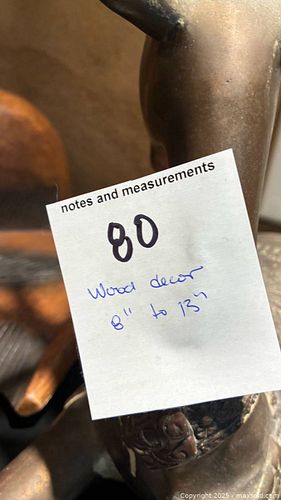 notes and measurements
80
Wood decor
8" to 13"
Copyright 2025 - maxsold.com